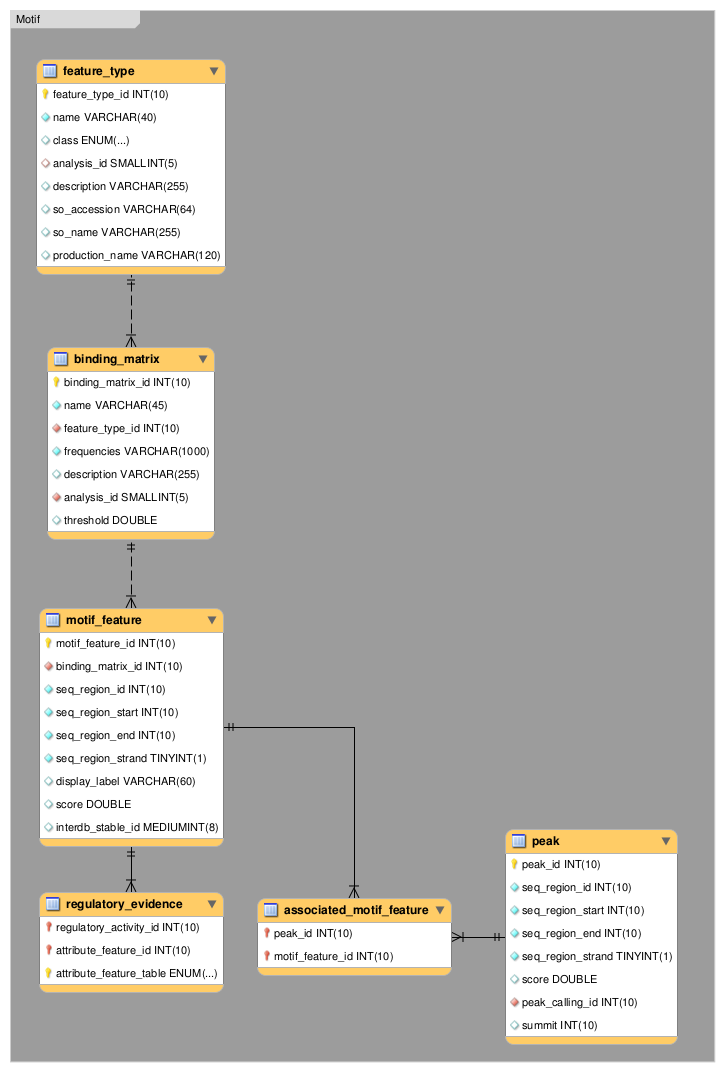 Motif
feature_type
feature_type_id INT(10)
name VARCHAR(40)
class ENUM(...)
analysis_id SMALLINT(5)
description VARCHAR(255)
so_accession VARCHAR(64)
so_name VARCHAR(255)
production_name VARCHAR(120)
binding_matrix
binding_matrix_id INT(10)
name VARCHAR(45)
feature_type_id INT(10)
frequencies VARCHAR(1000)
description VARCHAR(255)
analysis_id SMALLINT(5)
threshold DOUBLE
motif_feature
motif_feature_id INT(10)
binding_matrix_id INT(10)
seq_region_id INT(10)
seq_region_start INT(10)
seq_region_end INT(10)
seq_region_strand TINYINT(1)
display_label VARCHAR(60)
score DOUBLE
interdb_stable_id MEDIUMINT(8)
regulatory_evidence
regulatory_activity_id INT(10)
attribute_feature_id INT(10)
attribute_feature_table ENUM(...)
associated_motif_feature
peak_id INT(10)
motif_feature_id INT(10)
peak
peak_id INT(10)
seq_region_id INT(10)
seq_region_start INT(10)
seq_region_end INT(10)
seq_region_strand TINYINT(1)
score DOUBLE
peak_calling_id INT(10)
summit INT(10)